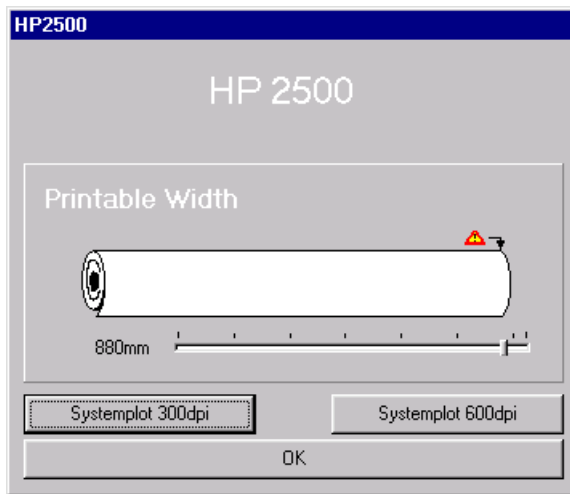 HP2500
HP 2500
Printable Width
880mm
Systemplot 300dpi
Systemplot 600dpi
OK